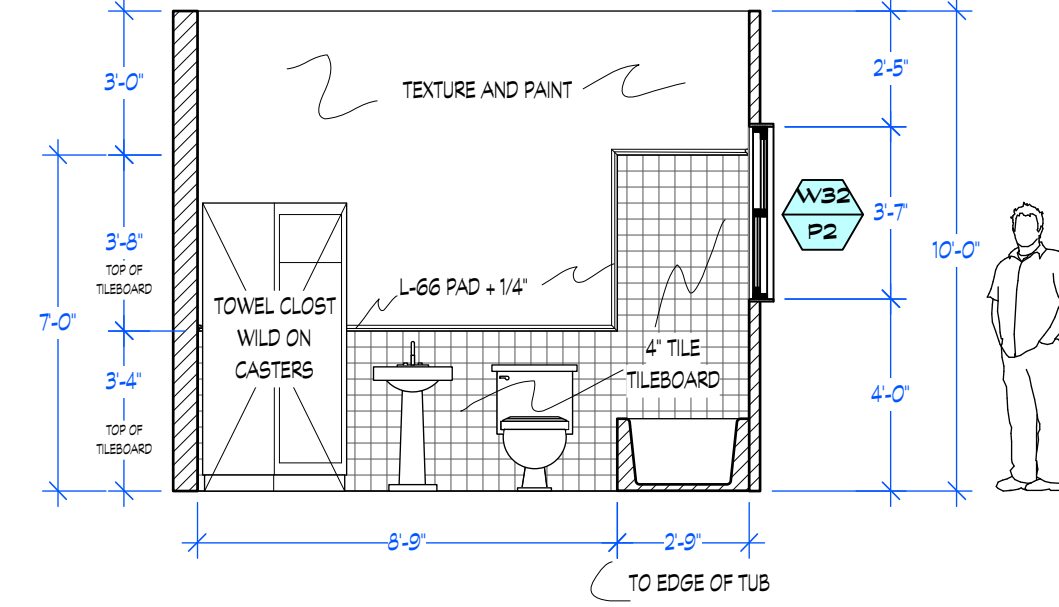 3'-0"
TEXTURE AND PAINT
2'-5"
W32
P2
3'-7"
10'-0"
3'-8"
TOP OF
TILEBOARD
7'-0"
L-66 PAD + 1/4"
TOWEL CLOST
WILD ON
CASTERS
4" TILE
TILEBOARD
3'-4"
4'-0"
TOP OF
TILEBOARD
8'-9"
2'-9"
TO EDGE OF TUB